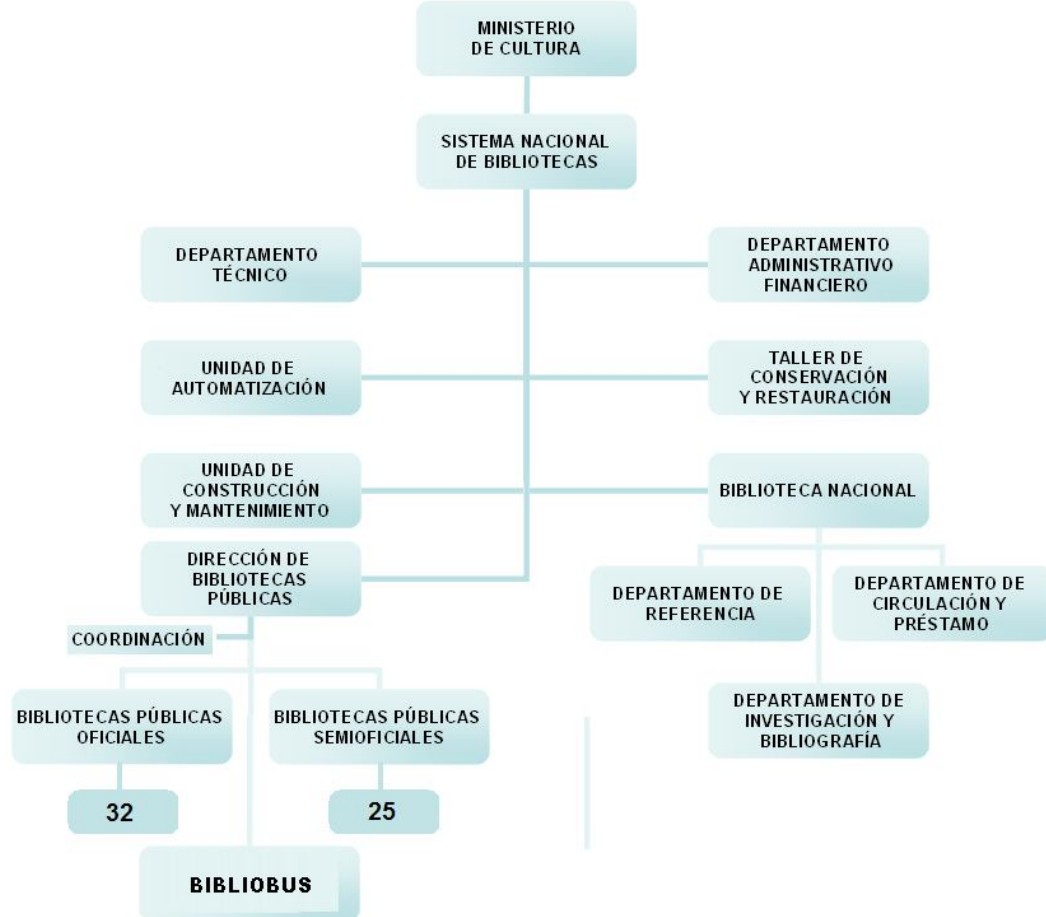 MINISTERIO
DE CULTURA
SISTEMA NACIONAL
DE BIBLIOTECAS
DEPARTAMENTO
TÉCNICO
DEPARTAMENTO
ADMINISTRATIVO
FINANCIERO
UNIDAD DE
AUTOMATIZACIÓN
TALLER DE
CONSERVACIÓN
Y RESTAURACIÓN
UNIDAD DE
CONSTRUCCIÓN
Y MANTENIMIENTO
BIBLIOTECA NACIONAL
DIRECCIÓN DE
BIBLIOTECAS
PÚBLICAS
DEPARTAMENTO DE
REFERENCIA
DEPARTAMENTO DE
CIRCULACIÓN Y
PRÉSTAMO
COORDINACIÓN
BIBLIOTECAS PÚBLICAS
OFICIALES
BIBLIOTECAS PÚBLICAS
SEMIOFICIALES
DEPARTAMENTO DE
INVESTIGACIÓN Y
BIBLIOGRAFÍA
32
25
BIBLIOBUS